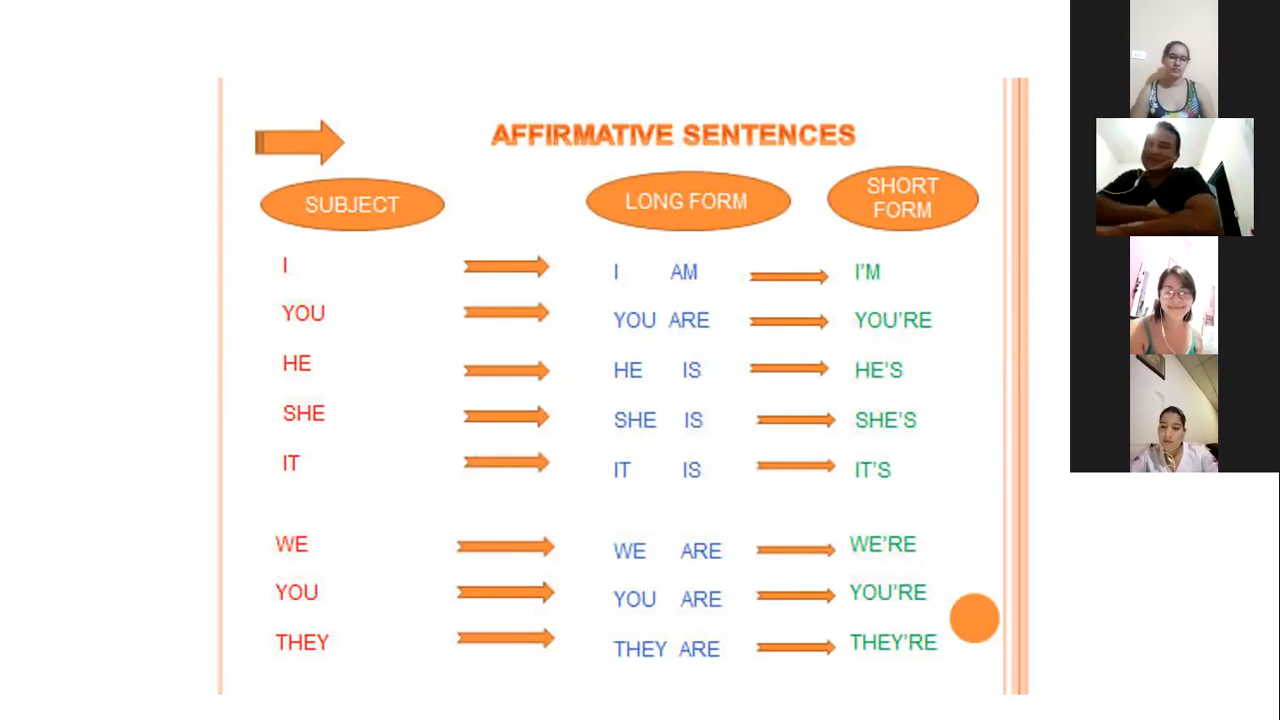 AFFIRMATIVE SENTENCES
SUBJECT LONG FORM SHORT FORM
I I AM I'M
YOU YOU ARE YOU'RE
HE HE IS HE'S
SHE SHE IS SHE'S
IT IT IS IT'S
WE WE ARE WE'RE
YOU YOU ARE YOU'RE
THEY THEY ARE THEY'RE